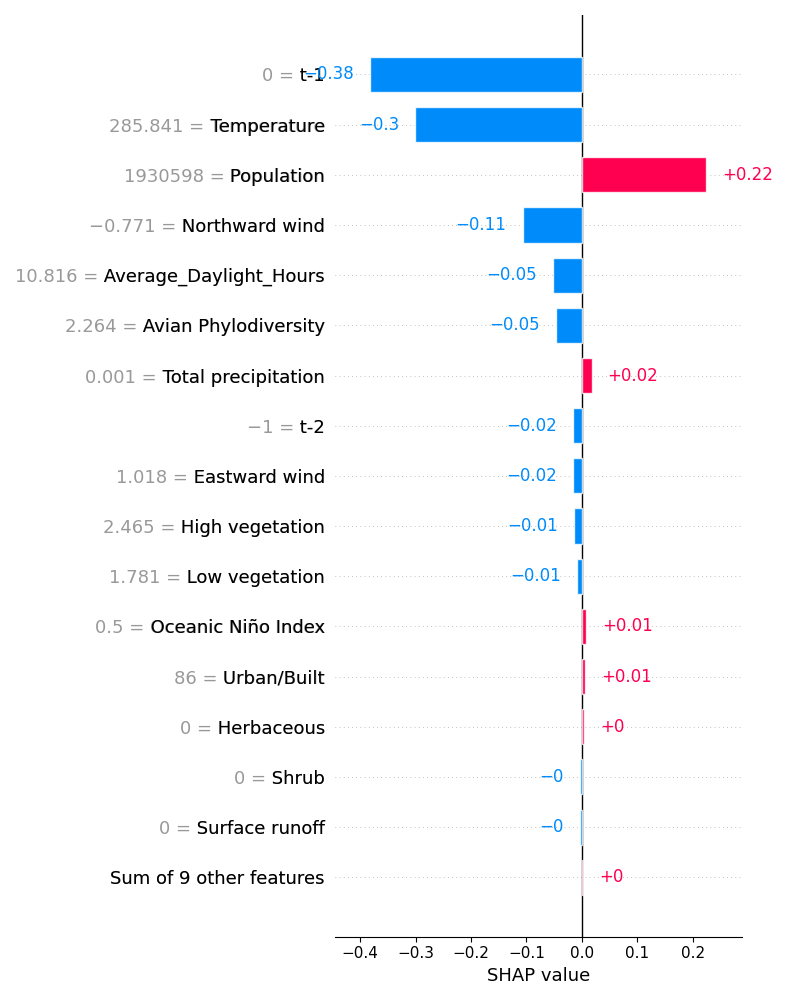 0 = t-1 −0.38
285.841 = Temperature −0.3
1930598 = Population +0.22
−0.771 = Northward wind −0.11
10.816 = Average_Daylight_Hours −0.05
2.264 = Avian Phylodiversity −0.05
0.001 = Total precipitation +0.02
−1 = t-2 −0.02
1.018 = Eastward wind −0.02
2.465 = High vegetation −0.01
1.781 = Low vegetation −0.01
0.5 = Oceanic Niño Index +0.01
86 = Urban/Built +0.01
0 = Herbaceous +0
0 = Shrub −0
0 = Surface runoff −0
Sum of 9 other features +0
−0.4 −0.3 −0.2 −0.1 0.0 0.1 0.2
SHAP value